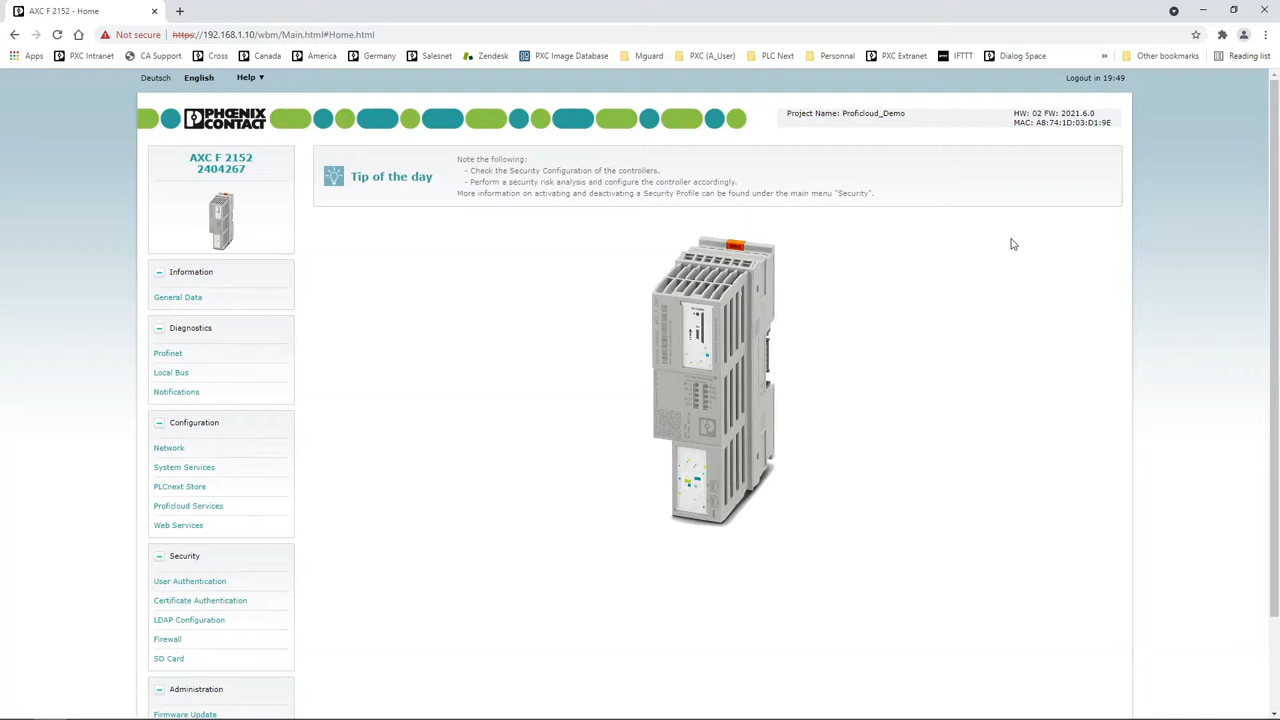 AXC F 2152 - Home
Not secure
https://192.168.1.10/wbm/Main.html#Home.html
Apps
PXC Intranet
CA Support
Cross
Canada
America
Germany
Salesnet
Zendesk
PXC Image Database
Mguard
PXC (A_User)
PLC Next
Personal
PXC Extranet
IFTTT
Dialog Space
»
Other bookmarks
Reading list
Deutsch
English
Help ▼
Logout in 19:49
PHŒNIX
CONTACT
Project Name: Proficloud_Demo
HW: 02 FW: 2021.6.0
MAC: A8:74:1D:03:D1:9E
AXC F 2152
2404267
Tip of the day
Note the following:
- Check the Security Configuration of the controllers.
- Perform a security risk analysis and configure the controller accordingly.
More information on activating and deactivating a Security Profile can be found under the main menu "Security".
Information
General Data
Diagnostics
Profinet
Local Bus
Notifications
Configuration
Network
System Services
PLCnext Store
Proficloud Services
Web Services
Security
User Authentication
Certificate Authentication
LDAP Configuration
Firewall
SD Card
Administration
Firmware Update